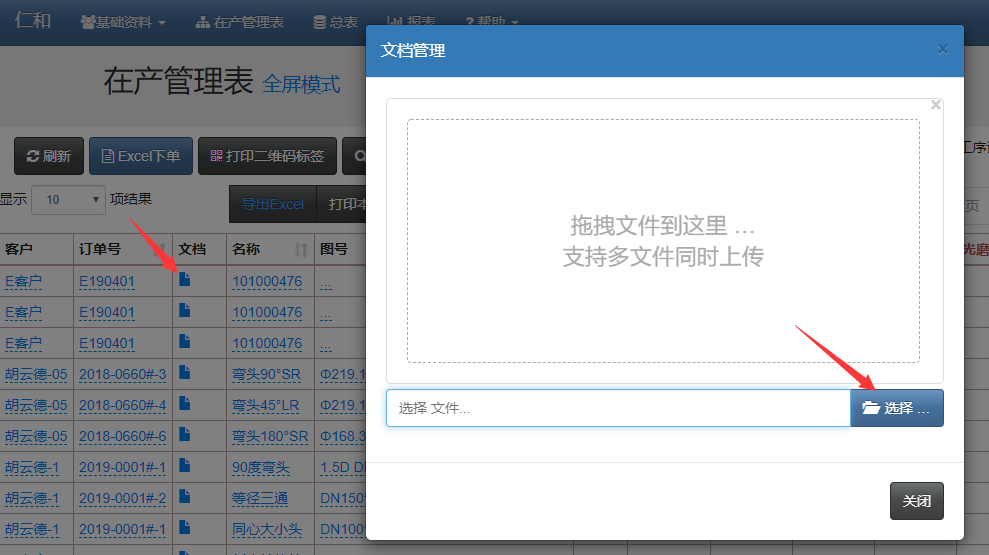 仁和 基础资料 在产管理表 总表 报表 ? 帮助
在产管理表 全屏模式
刷新 Excel下单 打印二维码标签
显示 10 项结果
导出Excel 打印本
页
客户 订单号 文档 名称 图号
E客户 E190401 101000476 ...
E客户 E190401 101000476 ...
E客户 E190401 101000476 ...
胡云德-05 2018-0660#-3 弯头90°SR Φ219.1
胡云德-05 2018-0660#-4 弯头45°LR Φ219.1
胡云德-05 2018-0660#-6 弯头180°SR Φ168.3
胡云德-1 2019-0001#-1 90度弯头 1.5D
胡云德-1 2019-0001#-2 等径三通 DN150*
胡云德-1 2019-0001#-1 同心大小头 DN100*
文档管理 ×
×
拖拽文件到这里 …
支持多文件同时上传
选择 文件...
选择 …
关闭